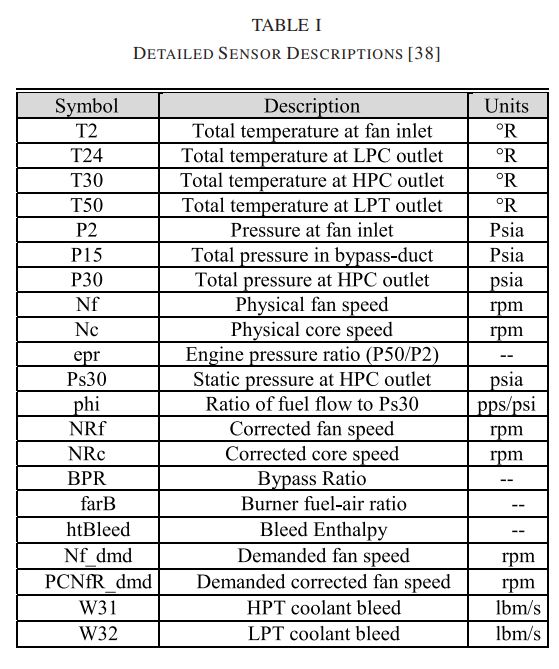 TABLE I
DETAILED SENSOR DESCRIPTIONS [38]
Symbol Description Units
T2 Total temperature at fan inlet °R
T24 Total temperature at LPC outlet °R
T30 Total temperature at HPC outlet °R
T50 Total temperature at LPT outlet °R
P2 Pressure at fan inlet Psia
P15 Total pressure in bypass-duct Psia
P30 Total pressure at HPC outlet psia
Nf Physical fan speed rpm
Nc Physical core speed rpm
epr Engine pressure ratio (P50/P2) --
Ps30 Static pressure at HPC outlet psia
phi Ratio of fuel flow to Ps30 pps/psi
NRf Corrected fan speed rpm
NRc Corrected core speed rpm
BPR Bypass Ratio --
farB Burner fuel-air ratio --
htBleed Bleed Enthalpy --
Nf_dmd Demanded fan speed rpm
PCNfR_dmd Demanded corrected fan speed rpm
W31 HPT coolant bleed lbm/s
W32 LPT coolant bleed lbm/s